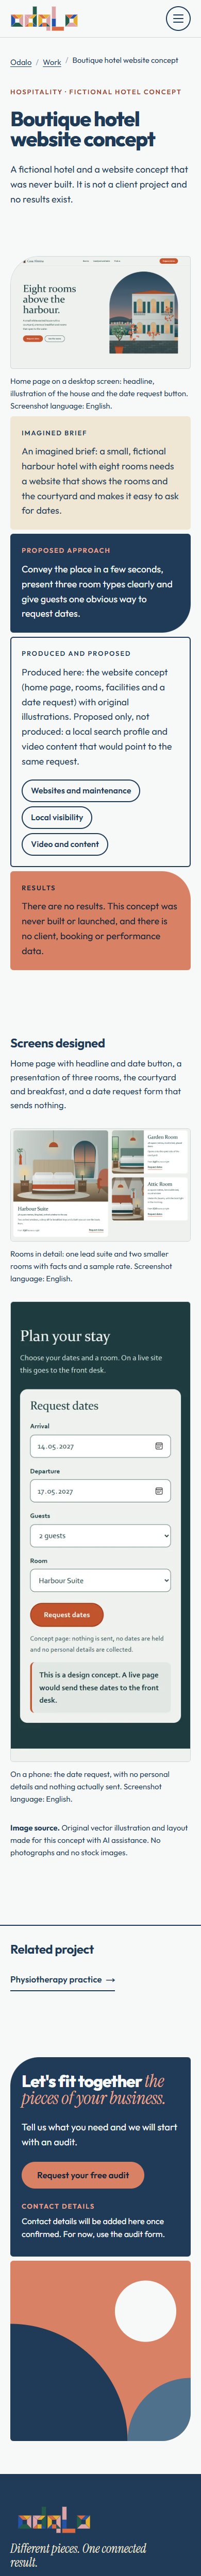 odalo
Odalo / Work / Boutique hotel website concept
HOSPITALITY · FICTIONAL HOTEL CONCEPT
Boutique hotel
website concept
A fictional hotel and a website concept that
was never built. It is not a client project and
no results exist.
Eight rooms
above the
harbour.
Home page on a desktop screen: headline,
illustration of the house and the date request button.
Screenshot language: English.
IMAGINED BRIEF
An imagined brief: a small, fictional
harbour hotel with eight rooms needs
a website that shows the rooms and
the courtyard and makes it easy to ask
for dates.
PROPOSED APPROACH
Convey the place in a few seconds,
present three room types clearly and
give guests one obvious way to
request dates.
PRODUCED AND PROPOSED
Produced here: the website concept
(home page, rooms, facilities and a
date request) with original
illustrations. Proposed only, not
produced: a local search profile and
video content that would point to the
same request.
Websites and maintenance
Local visibility
Video and content
RESULTS
There are no results. This concept was
never built or launched, and there is
no client, booking or performance
data.
Screens designed
Home page with headline and date button, a
presentation of three rooms, the courtyard
and breakfast, and a date request form that
sends nothing.
Harbour Suite
Garden Room
Attic Room
Rooms in detail: one lead suite and two smaller
rooms with facts and a sample rate. Screenshot
language: English.
Plan your stay
Choose your dates and a room. On a live site
this goes to the front desk.
Request dates
Arrival
14.05.2027
Departure
17.05.2027
Guests
2 guests
Room
Harbour Suite
Request dates
Concept page: nothing is sent, no dates are held
and no personal details are collected.
This is a design concept. A live page
would send these dates to the front
desk.
On a phone: the date request, with no personal
details and nothing actually sent. Screenshot
language: English.
Image source. Original vector illustration and layout
made for this concept with AI assistance. No
photographs and no stock images.
Related project
Physiotherapy practice →
Let's fit together the
pieces of your business.
Tell us what you need and we will start
with an audit.
Request your free audit
CONTACT DETAILS
Contact details will be added here once
confirmed. For now, use the audit form.
odalo
Different pieces. One connected
result.